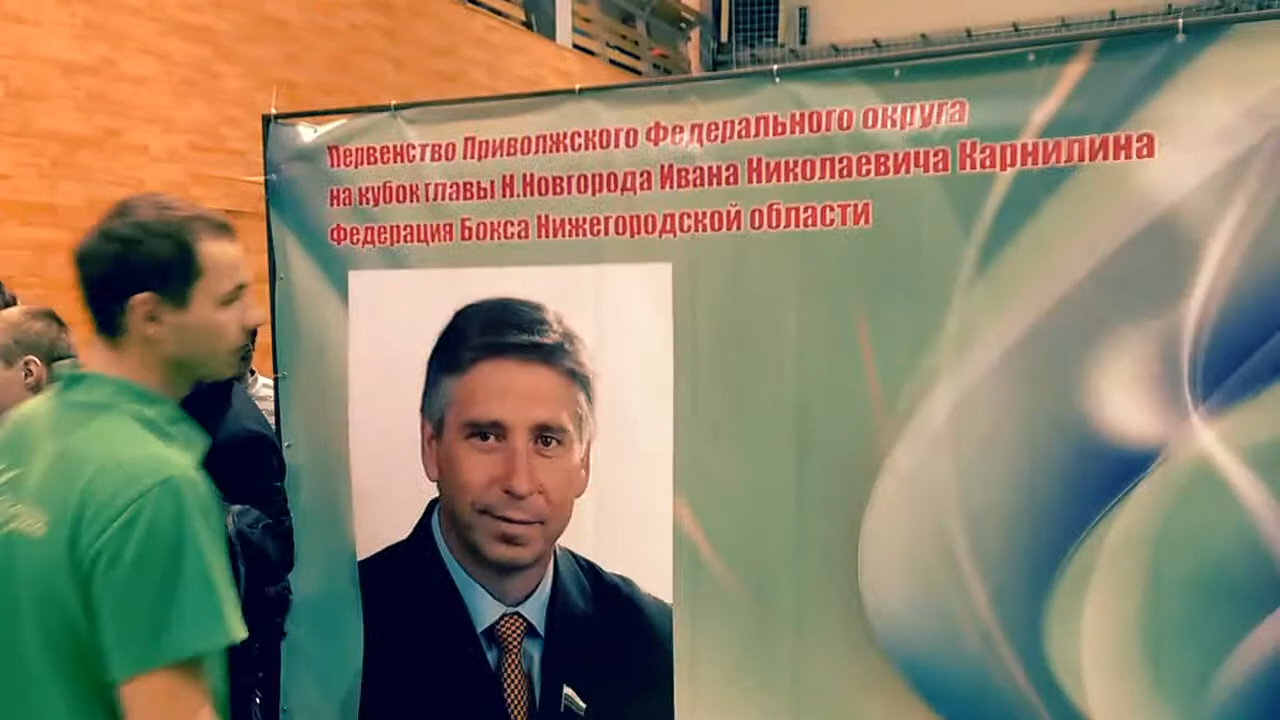 Первенство Приволжского Федерального округа
на кубок главы Н.Новгорода Ивана Николаевича Карнилина
Федерация Бокса Нижегородской области